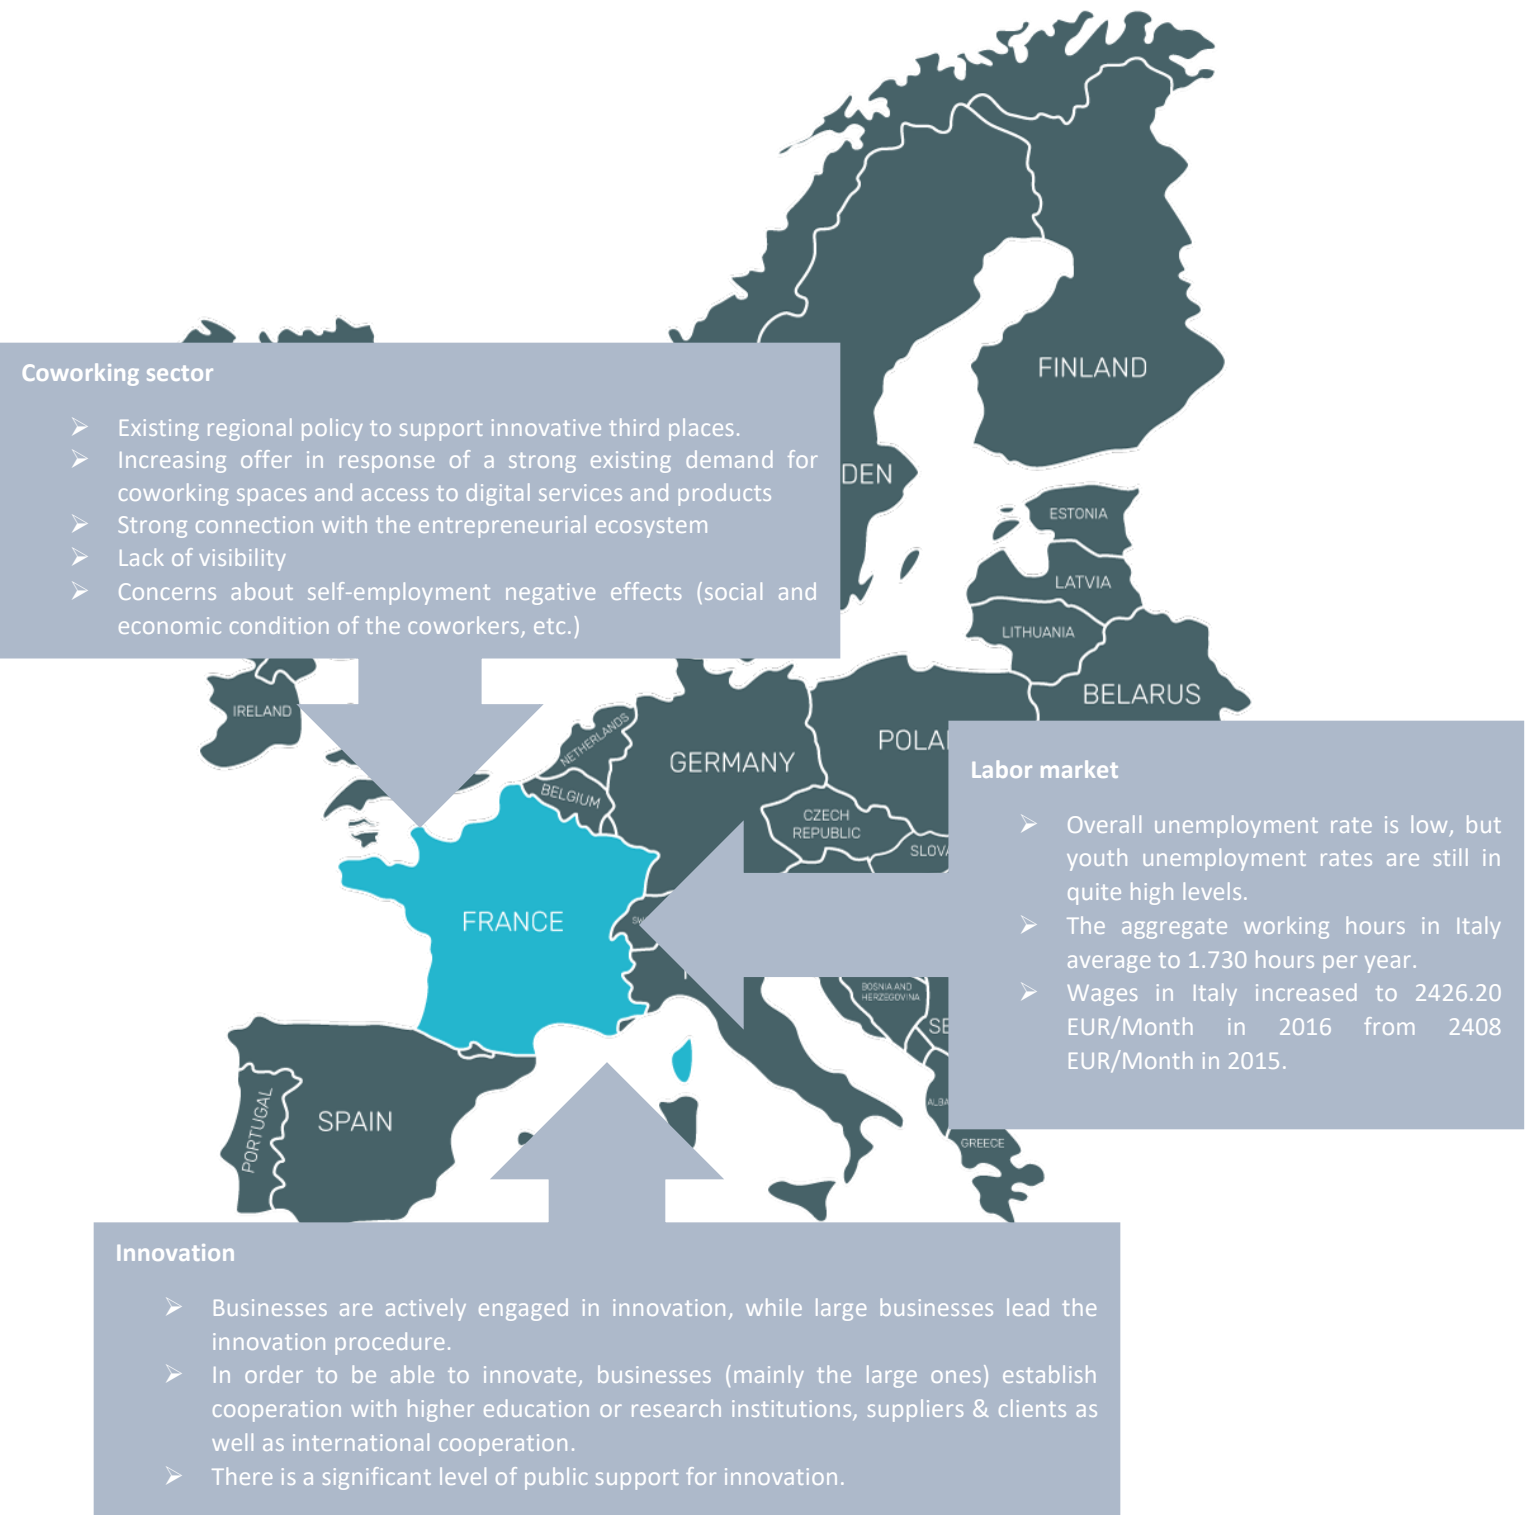 FINLAND
Coworking sector
➢ Existing regional policy to support innovative third places.
➢ Increasing offer in response of a strong existing demand for
coworking spaces and access to digital services and products
➢ Strong connection with the entrepreneurial ecosystem
➢ Lack of visibility
➢ Concerns about self-employment negative effects (social and
economic condition of the coworkers, etc.)
DEN
ESTONIA
LATVIA
LITHUANIA
BELARUS
IRELAND
NETHERLANDS
BELGIUM
GERMANY
POLA
CZECH
REPUBLIC
SLOVA
Labor market
➢ Overall unemployment rate is low, but
youth unemployment rates are still in
quite high levels.
➢ The aggregate working hours in Italy
average to 1.730 hours per year.
➢ Wages in Italy increased to 2426.20
EUR/Month in 2016 from 2408
EUR/Month in 2015.
FRANCE
SW
BOSNIA AND
HERZEGOVINA
SE
ALBA
GREECE
PORTUGAL
SPAIN
Innovation
➢ Businesses are actively engaged in innovation, while large businesses lead the
innovation procedure.
➢ In order to be able to innovate, businesses (mainly the large ones) establish
cooperation with higher education or research institutions, suppliers & clients as
well as international cooperation.
➢ There is a significant level of public support for innovation.